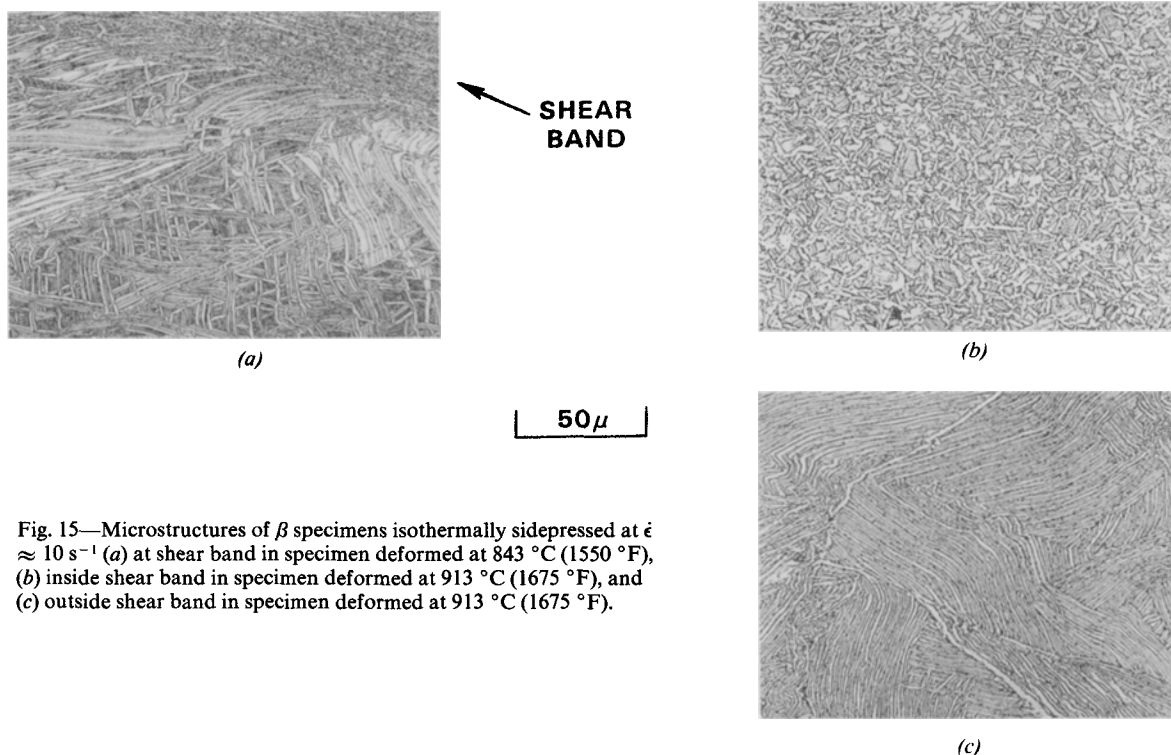 SHEAR
BAND
(a)
(b)
50μ
Fig. 15—Microstructures of β specimens isothermally sidepressed at ε̇
≈ 10 s⁻¹ (a) at shear band in specimen deformed at 843 °C (1550 °F),
(b) inside shear band in specimen deformed at 913 °C (1675 °F), and
(c) outside shear band in specimen deformed at 913 °C (1675 °F).
(c)